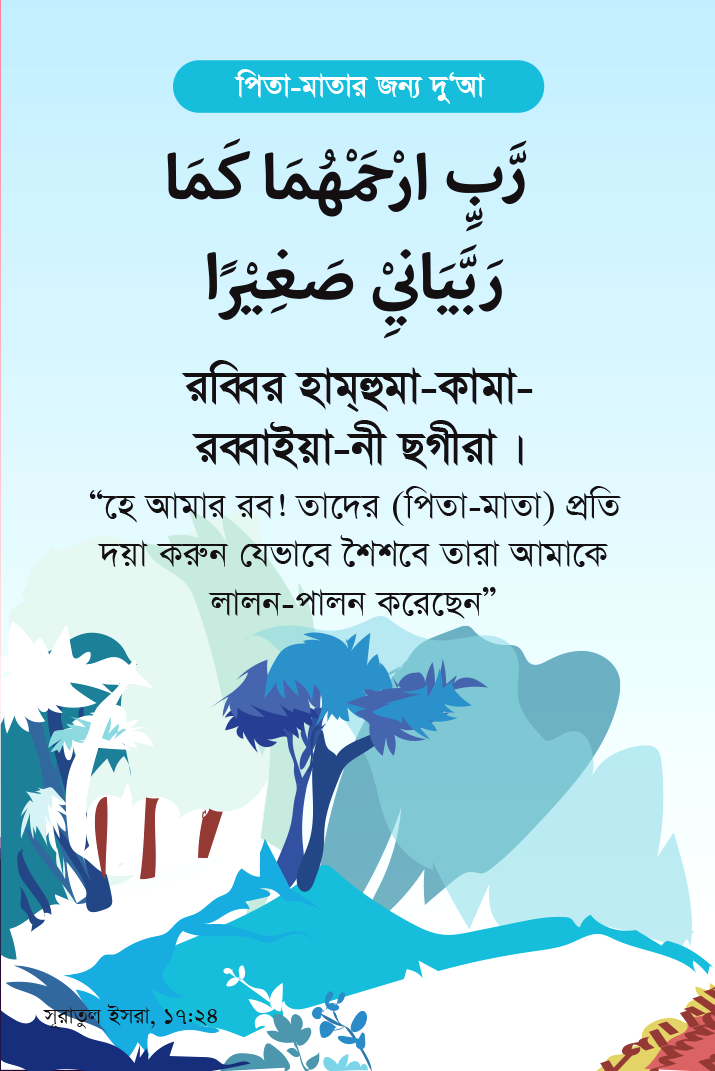 পিতা-মাতার জন্য দু‘আ
رَّبِّ ارْحَمْهُمَا كَمَا
رَبَّيَانِيْ صَغِيْرًا
রব্বির হাম্হুমা-কামা-
রব্বাইয়া-নী ছগীরা ।
“হে আমার রব! তাদের (পিতা-মাতা) প্রতি
দয়া করুন যেভাবে শৈশবে তারা আমাকে
লালন-পালন করেছেন”
সূরাতুল ইসরা, ১৭:২৪